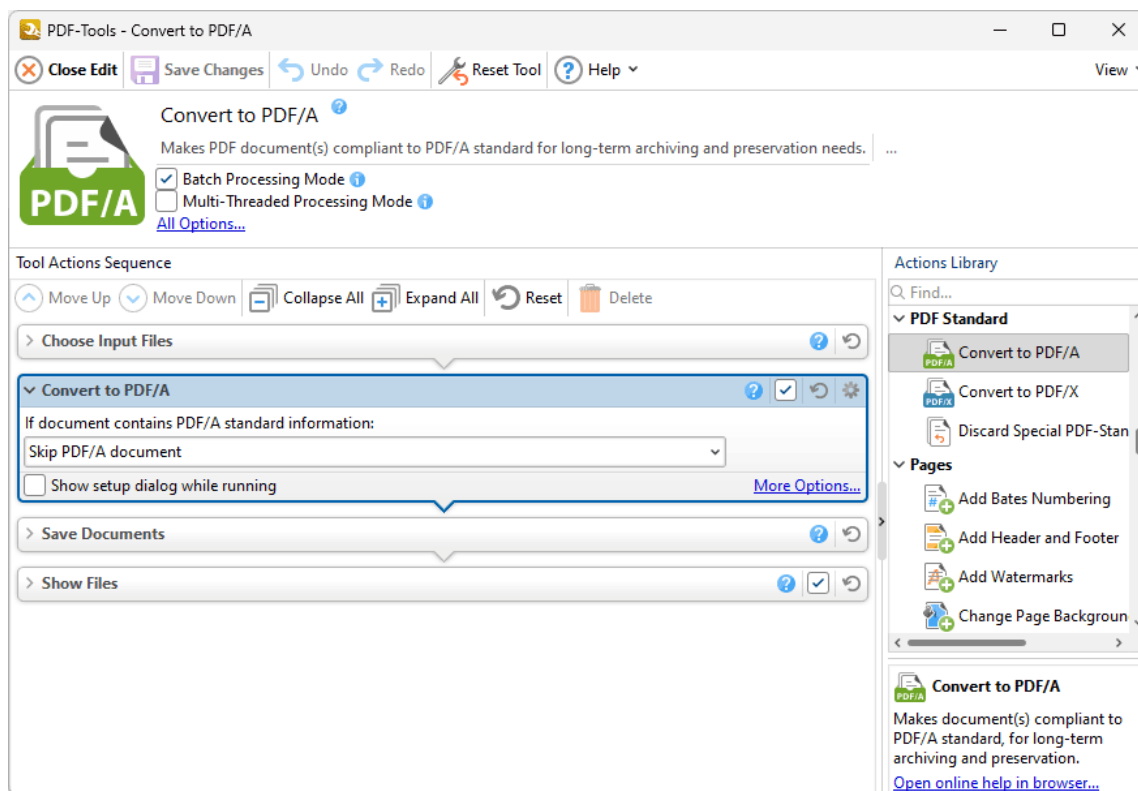 PDF-Tools - Convert to PDF/A
Close Edit Save Changes Undo Redo Reset Tool ? Help View
Convert to PDF/A ?
Makes PDF document(s) compliant to PDF/A standard for long-term archiving and preservation needs. ...
PDF/A
Batch Processing Mode i
Multi-Threaded Processing Mode i
All Options...
Tool Actions Sequence
Move Up Move Down Collapse All Expand All Reset Delete
Choose Input Files ?
Convert to PDF/A ?
If document contains PDF/A standard information:
Skip PDF/A document
Show setup dialog while running More Options...
Save Documents ?
Show Files ?
Actions Library
Find...
PDF Standard
PDF/A Convert to PDF/A
PDF/X Convert to PDF/X
Discard Special PDF-Stan
Pages
# Add Bates Numbering
Add Header and Footer
Add Watermarks
Change Page Backgroun
PDF/A Convert to PDF/A
Makes document(s) compliant to
PDF/A standard, for long-term
archiving and preservation.
Open online help in browser...